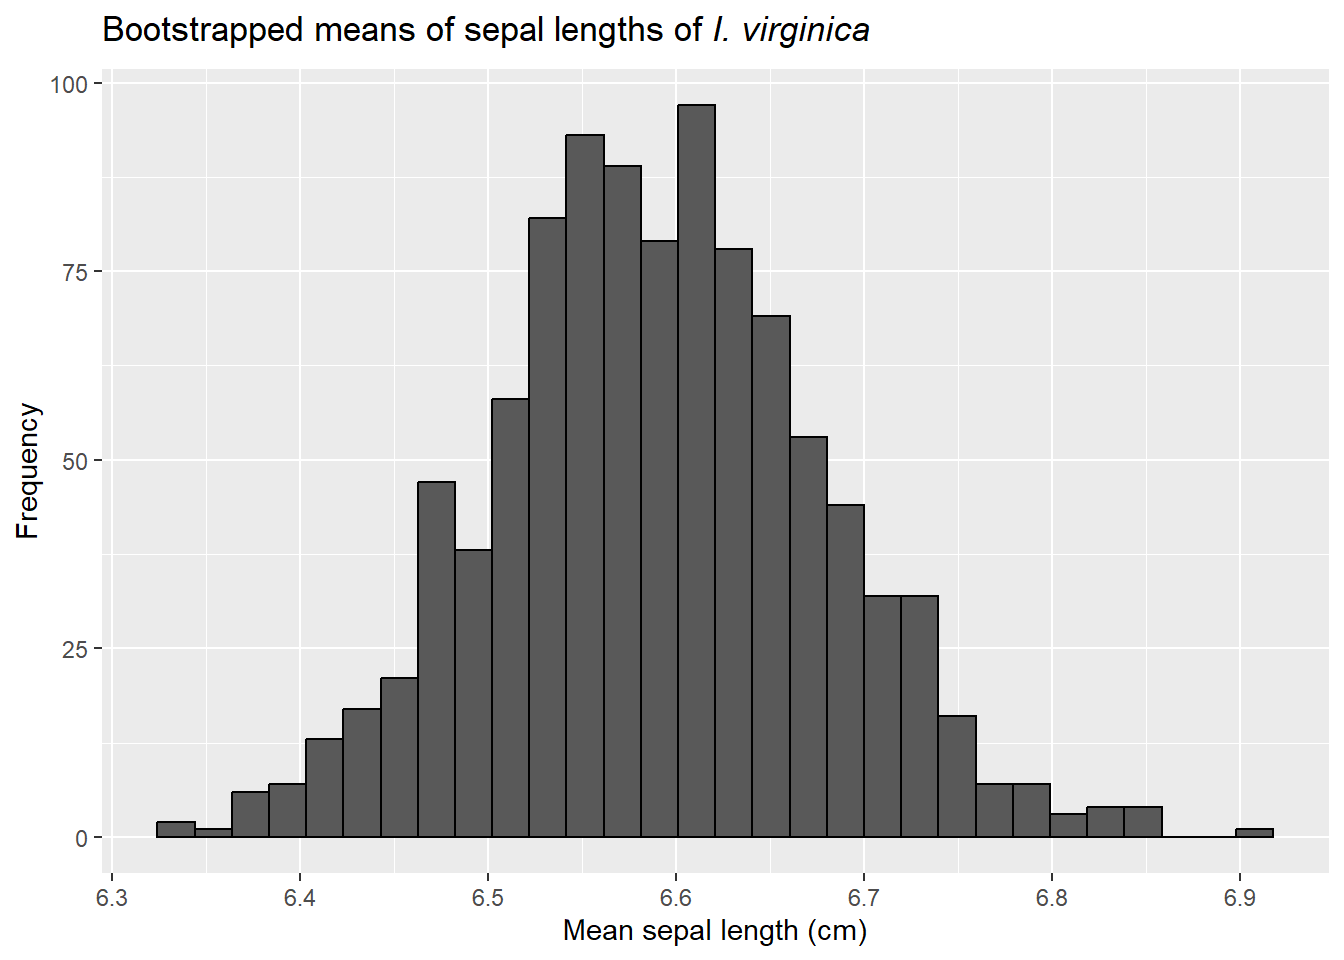 Bootstrapped means of sepal lengths of I. virginica
100
75
50
25
0
Frequency
6.3 6.4 6.5 6.6 6.7 6.8 6.9
Mean sepal length (cm)